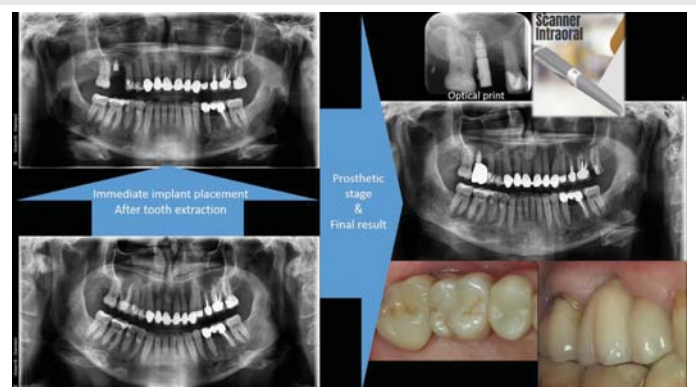 Scanner
Intraoral
Optical print
Immediate implant placement
After tooth extraction
Prosthetic
stage
&
Final result